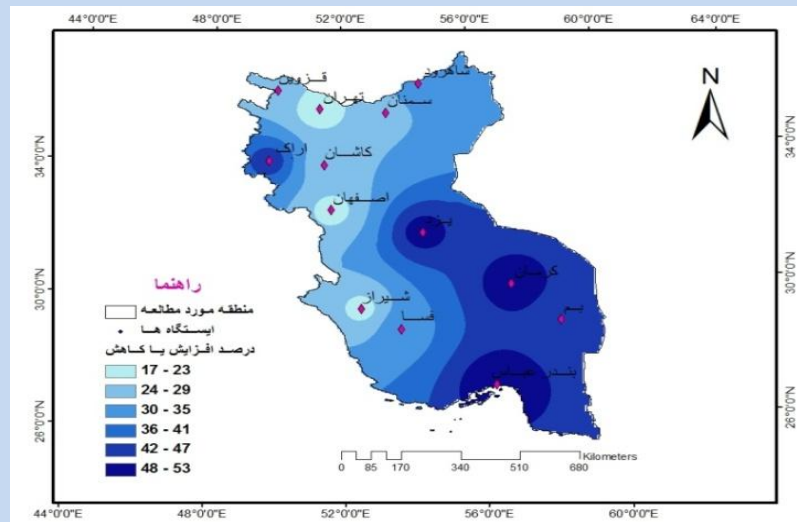 44°0'0"E 48°0'0"E 52°0'0"E 56°0'0"E 60°0'0"E 64°0'0"E
N
34°0'0"N
30°0'0"N
26°0'0"N
34°0'0"N
30°0'0"N
26°0'0"N
شاهرود
قزوین
تهران
سمنان
اراک
کاشان
اصفهان
یزد
کرمان
شیراز
فسا
بم
بندر عباس
راهنما
منطقه مورد مطالعه
ایستگاه ها
درصد افزایش یا کاهش
17 - 23
24 - 29
30 - 35
36 - 41
42 - 47
48 - 53
Kilometers
0 85 170 340 510 680
44°0'0"E 48°0'0"E 52°0'0"E 56°0'0"E 60°0'0"E